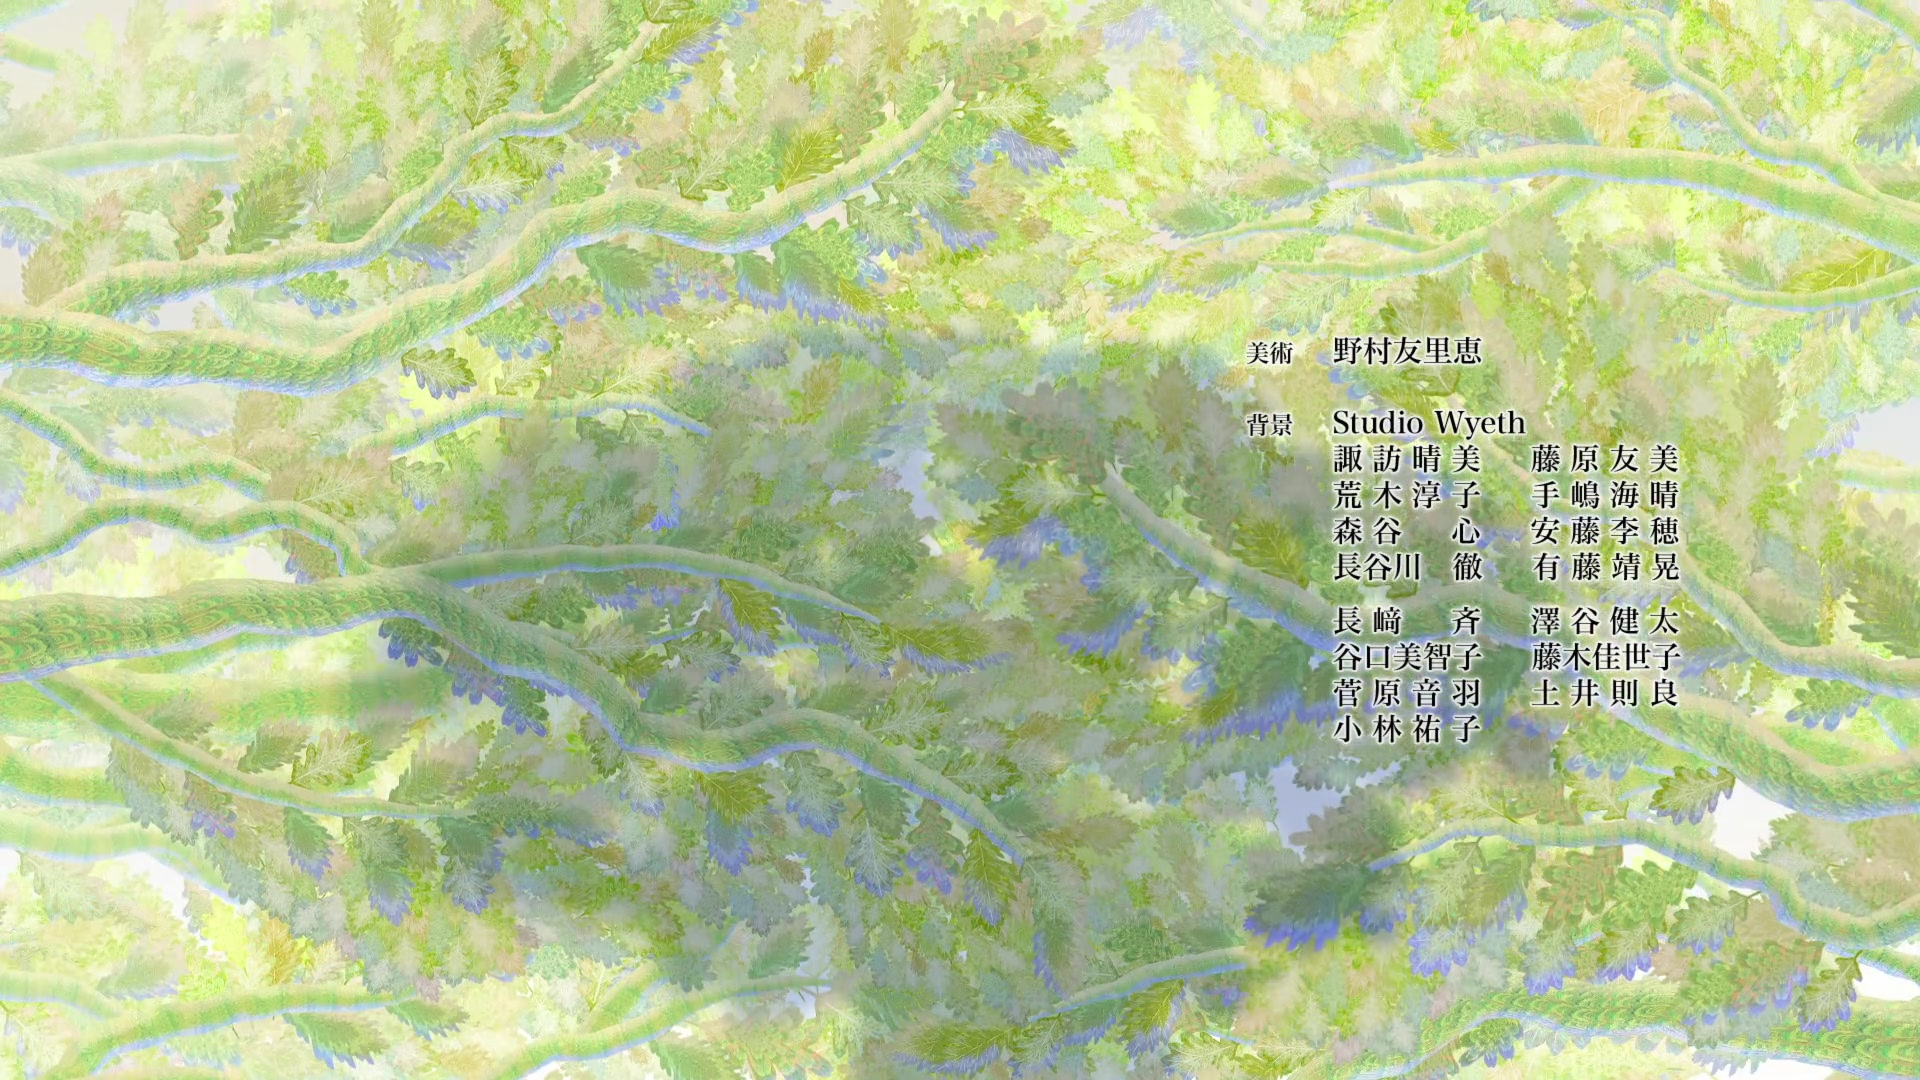 美術 野村友里恵
背景 Studio Wyeth
諏訪晴美 藤原友美
荒木淳子 手嶋海晴
森谷 心 安藤李穂
長谷川 徹 有藤靖晃
長﨑 斉 澤谷健太
谷口美智子 藤木佳世子
菅原音羽 土井則良
小林祐子